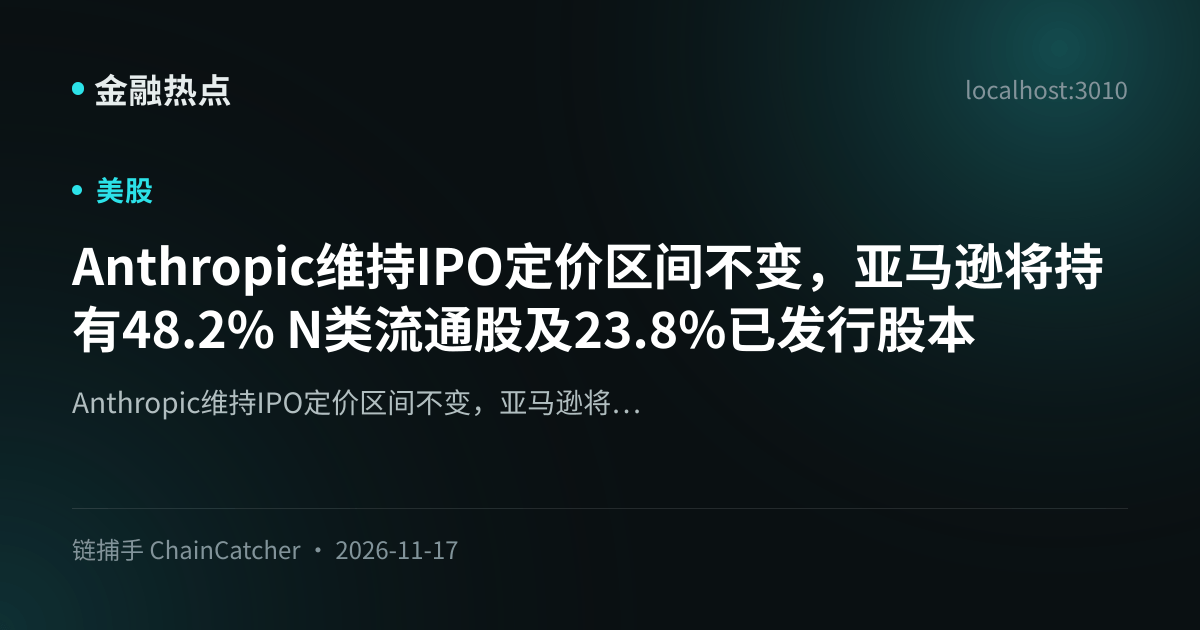 金融热点
localhost:3010
美股
Anthropic维持IPO定价区间不变，亚马逊将持
有48.2% N类流通股及23.8%已发行股本
Anthropic维持IPO定价区间不变，亚马逊将…
链捕手 ChainCatcher · 2026-11-17